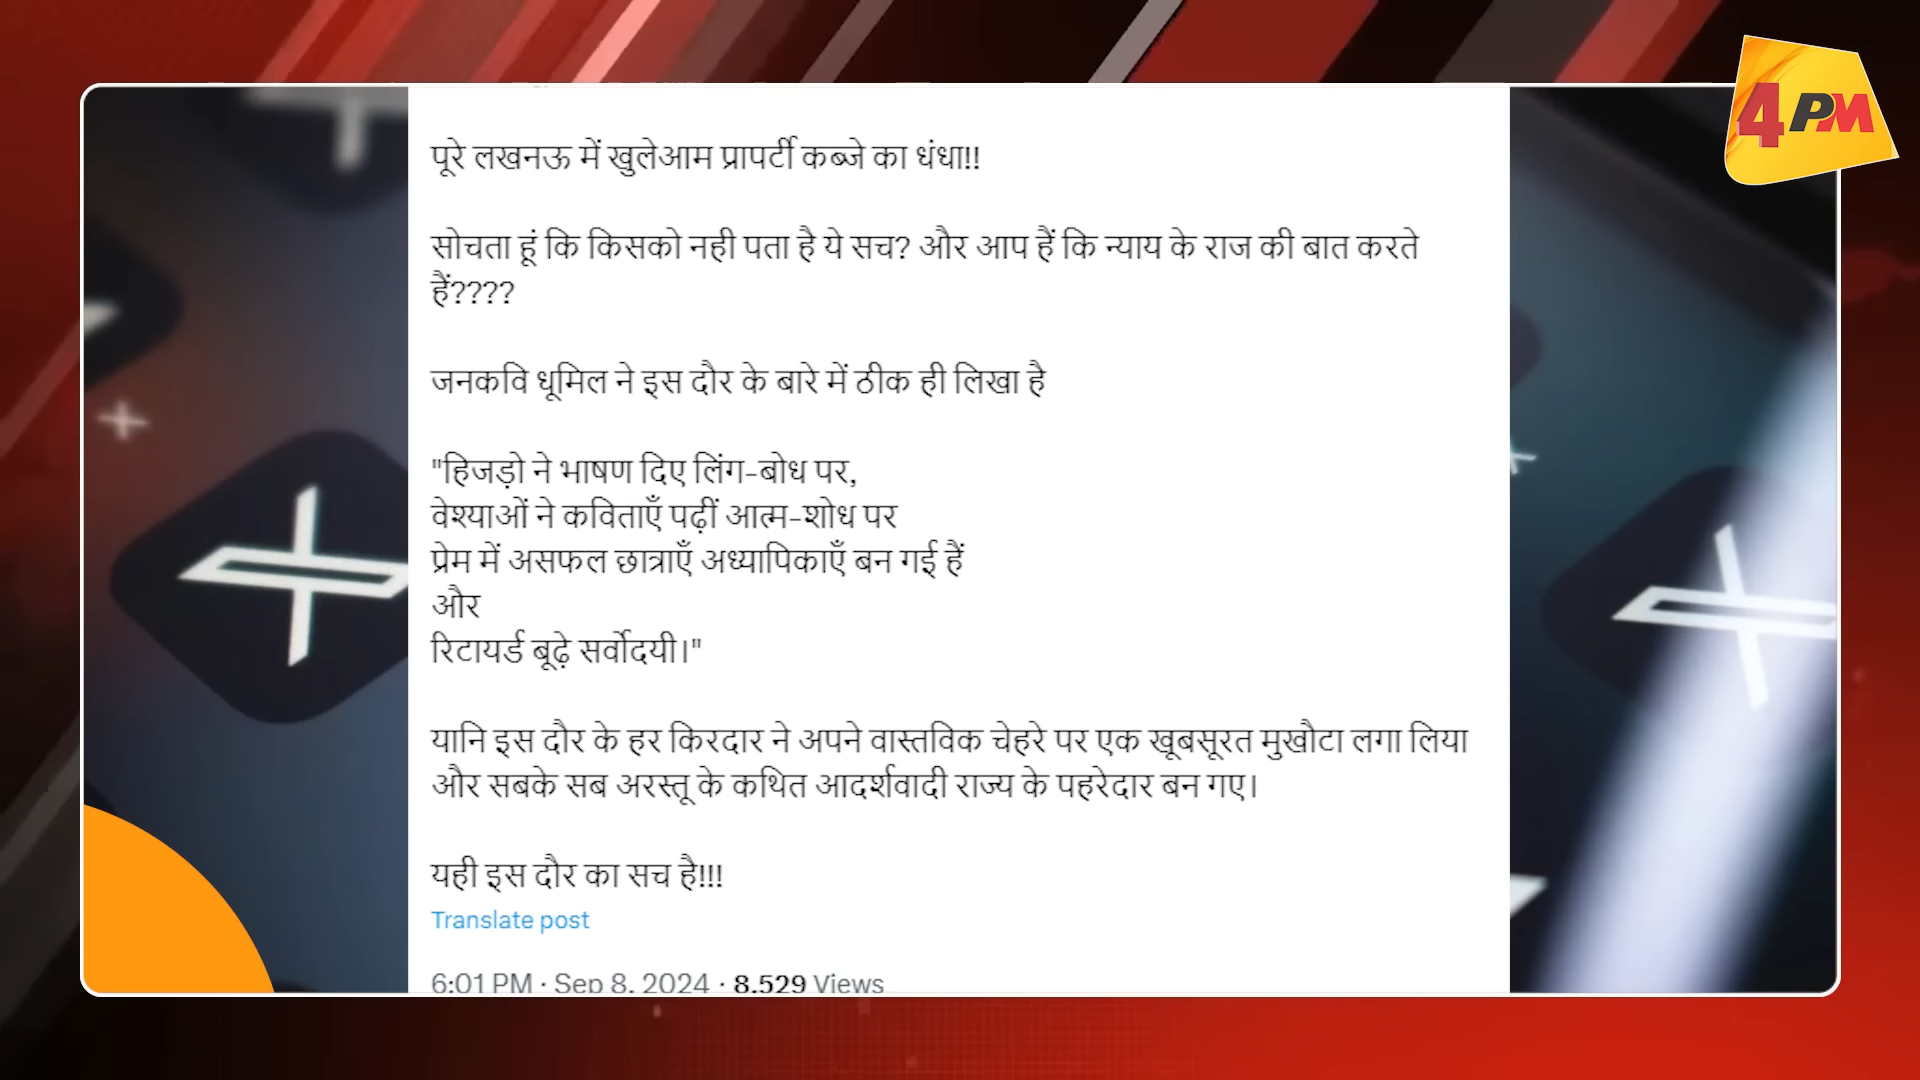 4PM
पूरे लखनऊ में खुलेआम प्रापर्टी कब्जे का धंधा!!
सोचता हूं कि किसको नही पता है ये सच? और आप हैं कि न्याय के राज की बात करते
हैं????
जनकवि धूमिल ने इस दौर के बारे में ठीक ही लिखा है
"हिजड़ो ने भाषण दिए लिंग-बोध पर,
वेश्याओं ने कविताएँ पढ़ीं आत्म-शोध पर
प्रेम में असफल छात्राएँ अध्यापिकाएँ बन गई हैं
और
रिटायर्ड बूढ़े सर्वोदयी।"
यानि इस दौर के हर किरदार ने अपने वास्तविक चेहरे पर एक खूबसूरत मुखौटा लगा लिया
और सबके सब अरस्तू के कथित आदर्शवादी राज्य के पहरेदार बन गए।
यही इस दौर का सच है!!!
Translate post
6:01 PM · Sep 8, 2024 · 8,529 Views